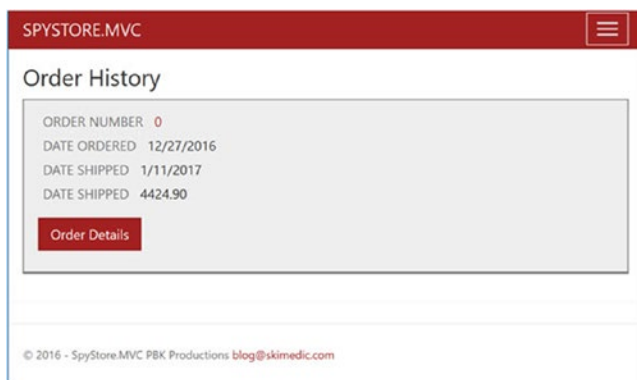 SPYSTORE.MVC
Order History
ORDER NUMBER 0
DATE ORDERED 12/27/2016
DATE SHIPPED 1/11/2017
DATE SHIPPED 4424.90
Order Details
© 2016 - SpyStore.MVC PBK Productions blog@skimedic.com